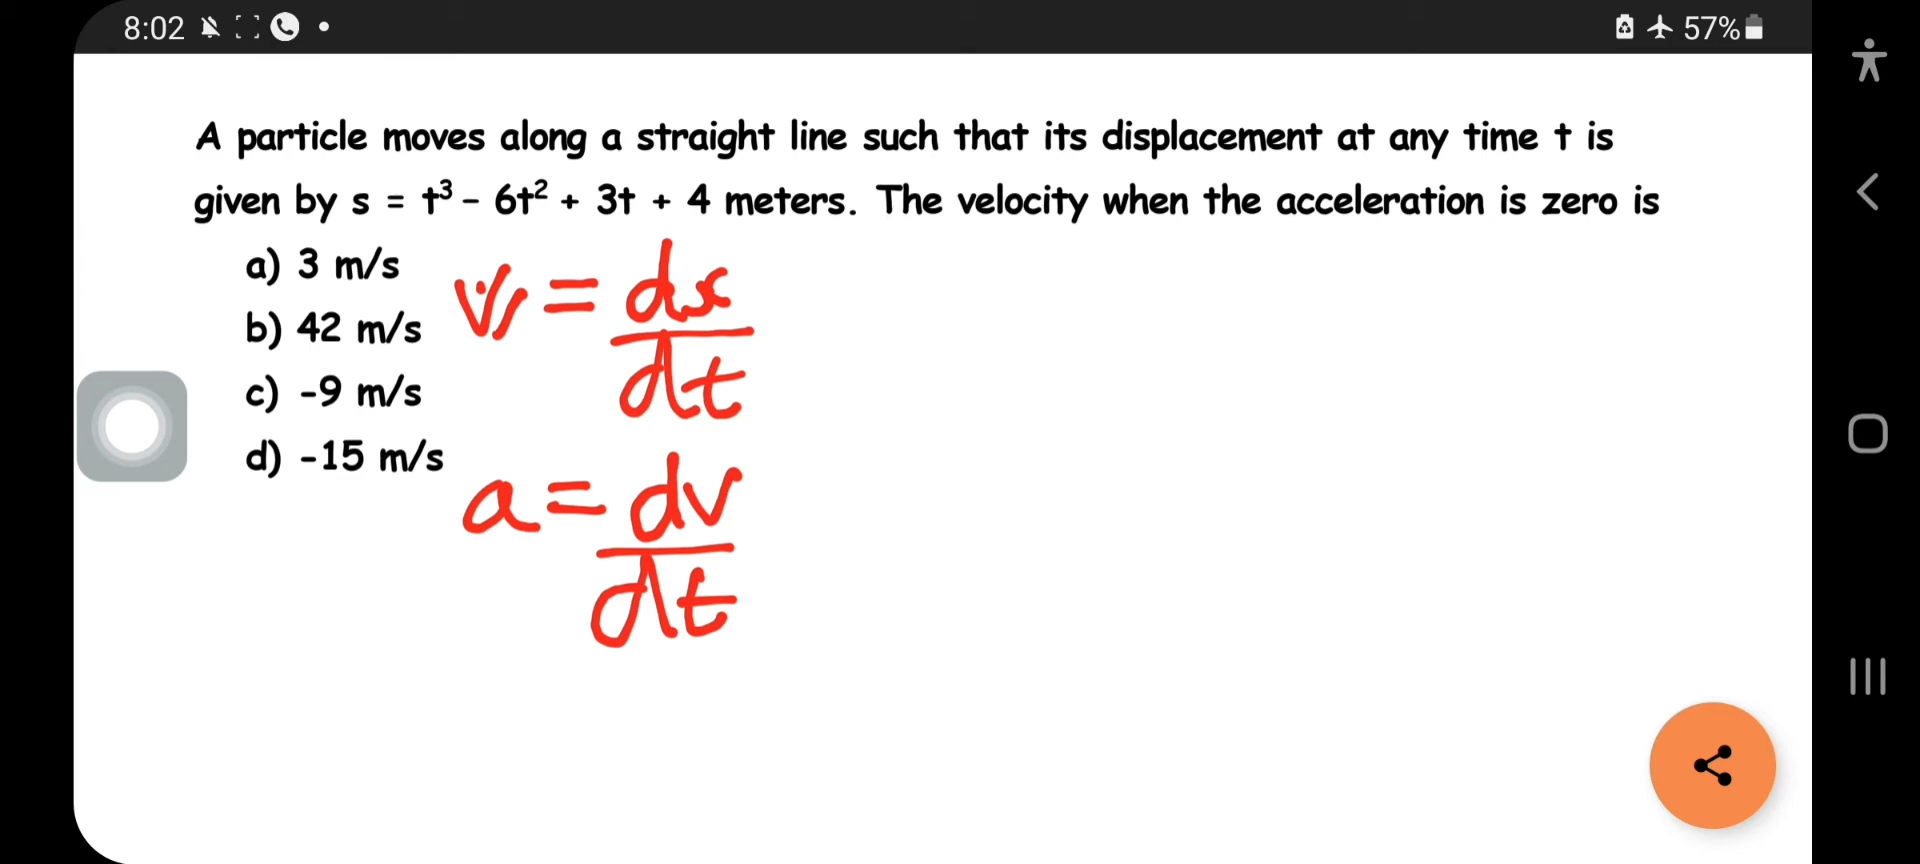 8:02
57%
A particle moves along a straight line such that its displacement at any time t is
given by s = t³ - 6t² + 3t + 4 meters. The velocity when the acceleration is zero is
a) 3 m/s
b) 42 m/s
c) -9 m/s
d) -15 m/s
v = ds
dt
a = dv
dt